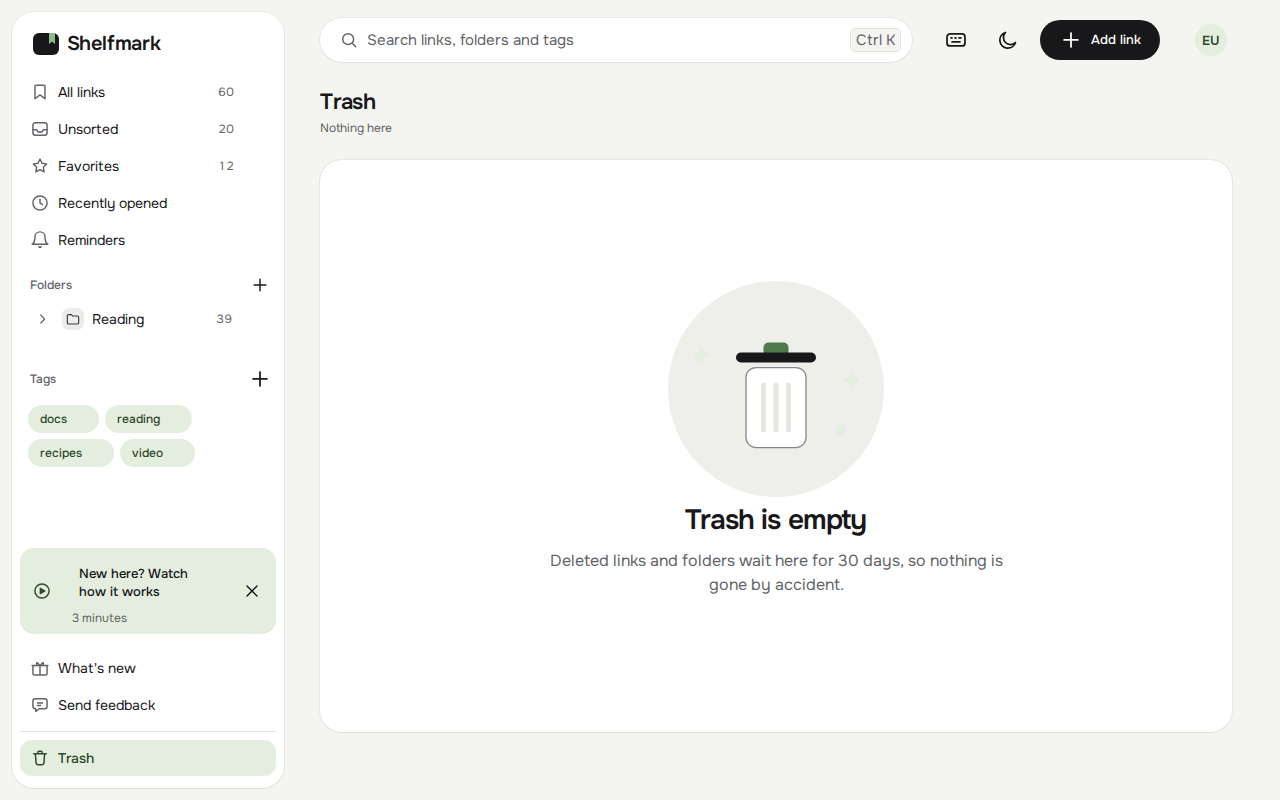 Shelfmark
All links 60
Unsorted 20
Favorites 12
Recently opened
Reminders
Folders
Reading 39
Tags
docs reading
recipes video
New here? Watch
how it works
3 minutes
What's new
Send feedback
Trash
Search links, folders and tags Ctrl K
Add link
EU
Trash
Nothing here
Trash is empty
Deleted links and folders wait here for 30 days, so nothing is
gone by accident.